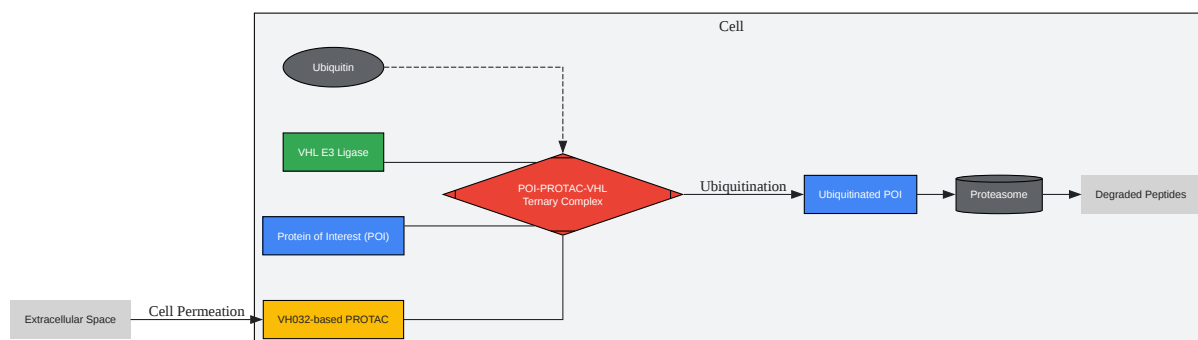 Cell
Ubiquitin
VHL E3 Ligase
POI-PROTAC-VHL
Ternary Complex
Ubiquitination
Ubiquitinated POI
Proteasome
Degraded Peptides
Protein of Interest (POI)
Extracellular Space
Cell Permeation
VH032-based PROTAC